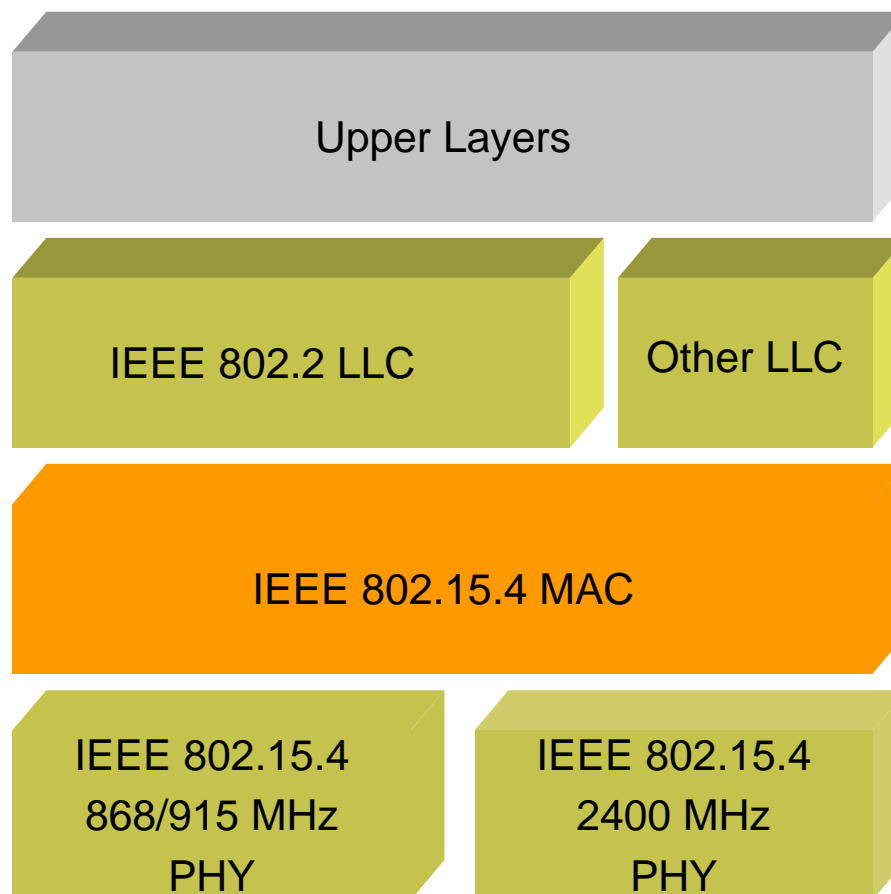 Upper Layers
IEEE 802.2 LLC
Other LLC
IEEE 802.15.4 MAC
IEEE 802.15.4
868/915 MHz
PHY
IEEE 802.15.4
2400 MHz
PHY